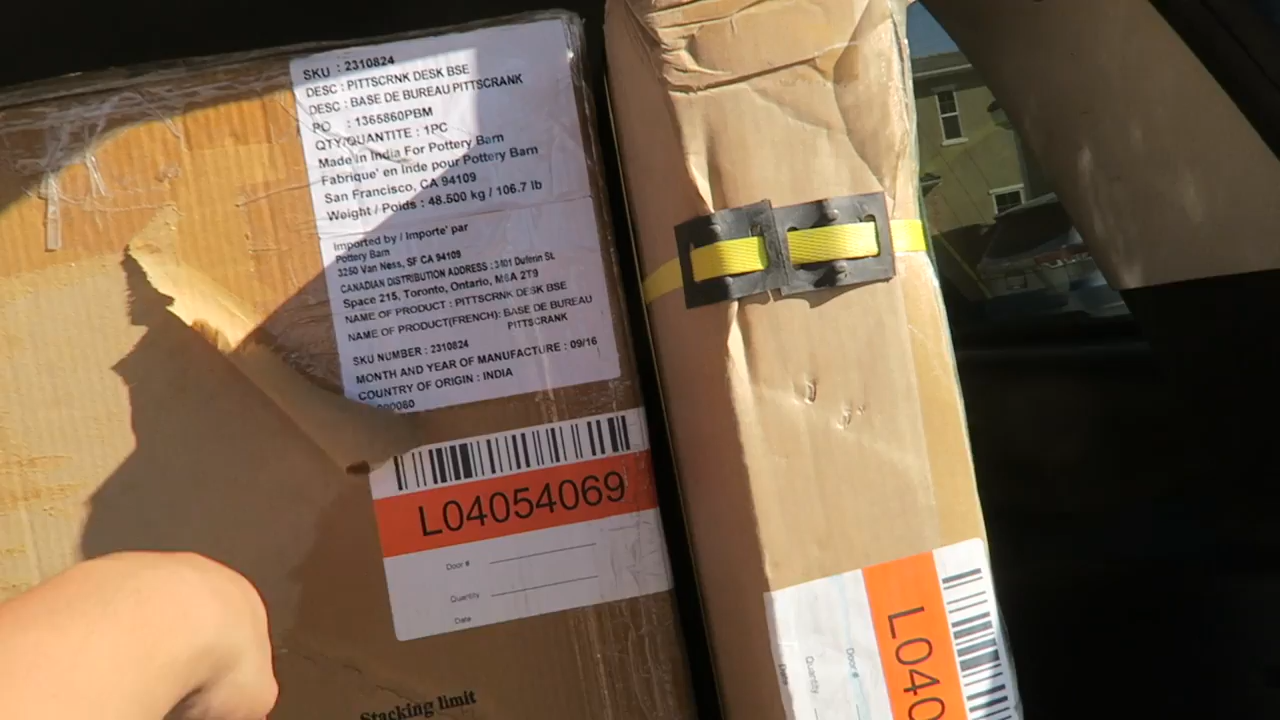 SKU : 2310824
DESC : PITTSCRNK DESK BSE
DESC : BASE DE BUREAU PITTSCRANK
PO : 1365860PBM
QTY/QUANTITE : 1PC
Made in India For Pottery Barn
Fabrique' en Inde pour Pottery Barn
San Francisco, CA 94109
Weight / Poids : 48.500 kg / 106.7 lb
Imported by / Importe' par
Pottery Barn
3250 Van Ness, SF CA 94109
CANADIAN DISTRIBUTION ADDRESS : 3401 Duferin St.
Space 215, Toronto, Ontario, M6A 2T9
NAME OF PRODUCT : PITTSCRNK DESK BSE
NAME OF PRODUCT(FRENCH): BASE DE BUREAU
PITTSCRANK
SKU NUMBER : 2310824
MONTH AND YEAR OF MANUFACTURE : 09/16
COUNTRY OF ORIGIN : INDIA
L04054069
Door #
Quantity
Date
Stacking limit
L040
Door #
Quantity
Date